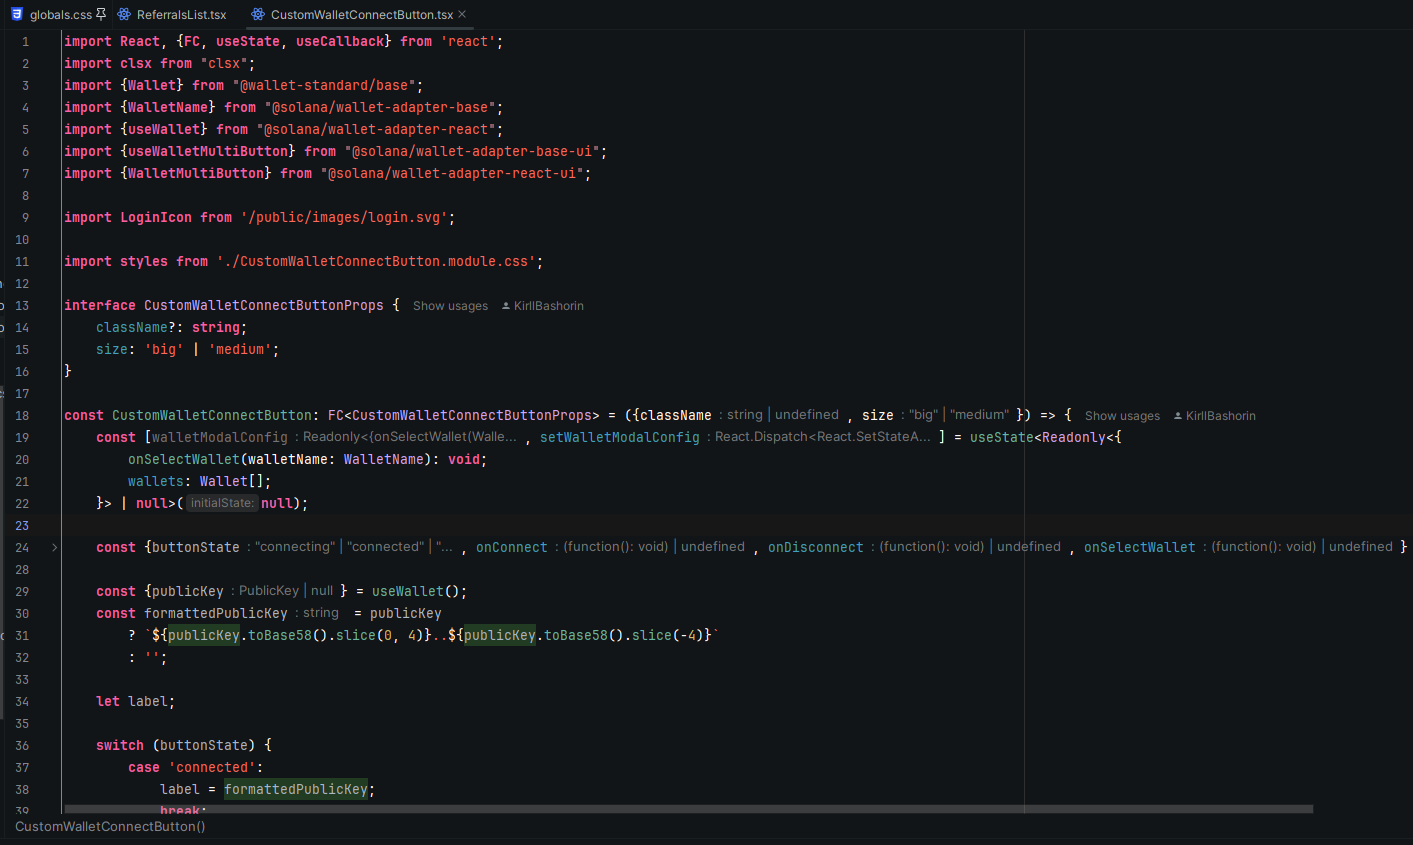 globals.css ReferralsList.tsx CustomWalletConnectButton.tsx
1 import React, {FC, useState, useCallback} from 'react';
2 import clsx from "clsx";
3 import {Wallet} from "@wallet-standard/base";
4 import {WalletName} from "@solana/wallet-adapter-base";
5 import {useWallet} from "@solana/wallet-adapter-react";
6 import {useWalletMultiButton} from "@solana/wallet-adapter-base-ui";
7 import {WalletMultiButton} from "@solana/wallet-adapter-react-ui";
8
9 import LoginIcon from '/public/images/login.svg';
10
11 import styles from './CustomWalletConnectButton.module.css';
12
13 interface CustomWalletConnectButtonProps { Show usages KirllBashorin
14 className?: string;
15 size: 'big' | 'medium';
16 }
17
18 const CustomWalletConnectButton: FC<CustomWalletConnectButtonProps> = ({className : string | undefined , size : "big" | "medium" }) => { Show usages KirllBashorin
19 const [walletModalConfig : Readonly<{onSelectWallet(Walle... , setWalletModalConfig : React.Dispatch<React.SetStateA... ] = useState<Readonly<{
20 onSelectWallet(walletName: WalletName): void;
21 wallets: Wallet[];
22 }> | null>( initialState: null);
23
24 const {buttonState : "connecting" | "connected" | "... , onConnect : (function(): void) | undefined , onDisconnect : (function(): void) | undefined , onSelectWallet : (function(): void) | undefined }
28
29 const {publicKey : PublicKey | null } = useWallet();
30 const formattedPublicKey : string = publicKey
31 ? `${publicKey.toBase58().slice(0, 4)}..${publicKey.toBase58().slice(-4)}`
32 : '';
33
34 let label;
35
36 switch (buttonState) {
37 case 'connected':
38 label = formattedPublicKey;
39 break;
CustomWalletConnectButton()